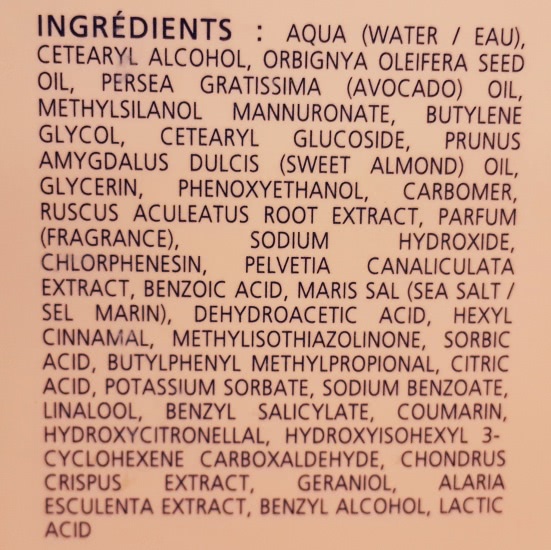 INGRÉDIENTS : AQUA (WATER / EAU),
CETEARYL ALCOHOL, ORBIGNYA OLEIFERA SEED
OIL, PERSEA GRATISSIMA (AVOCADO) OIL,
METHYLSILANOL MANNURONATE, BUTYLENE
GLYCOL, CETEARYL GLUCOSIDE, PRUNUS
AMYGDALUS DULCIS (SWEET ALMOND) OIL,
GLYCERIN, PHENOXYETHANOL, CARBOMER,
RUSCUS ACULEATUS ROOT EXTRACT, PARFUM
(FRAGRANCE), SODIUM HYDROXIDE,
CHLORPHENESIN, PELVETIA CANALICULATA
EXTRACT, BENZOIC ACID, MARIS SAL (SEA SALT /
SEL MARIN), DEHYDROACETIC ACID, HEXYL
CINNAMAL, METHYLISOTHIAZOLINONE, SORBIC
ACID, BUTYLPHENYL METHYLPROPIONAL, CITRIC
ACID, POTASSIUM SORBATE, SODIUM BENZOATE,
LINALOOL, BENZYL SALICYLATE, COUMARIN,
HYDROXYCITRONELLAL, HYDROXYISOHEXYL 3-
CYCLOHEXENE CARBOXALDEHYDE, CHONDRUS
CRISPUS EXTRACT, GERANIOL, ALARIA
ESCULENTA EXTRACT, BENZYL ALCOHOL, LACTIC
ACID